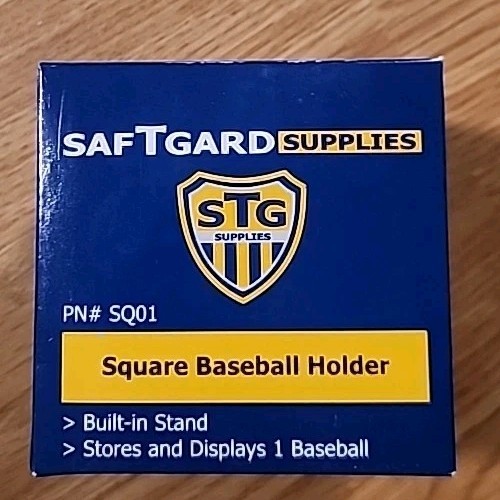 SAFTGARD SUPPLIES
STG
SUPPLIES
PN# SQ01
Square Baseball Holder
> Built-in Stand
> Stores and Displays 1 Baseball